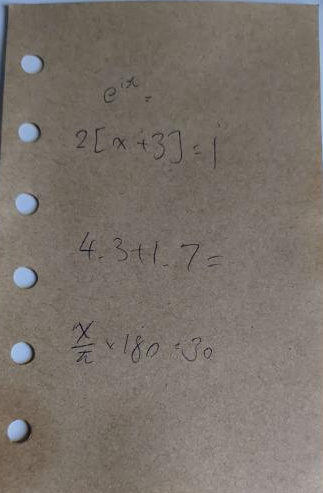 e^{ix} =
2[x+3]=1
4.3+1.7=
x/π × 180 = 30